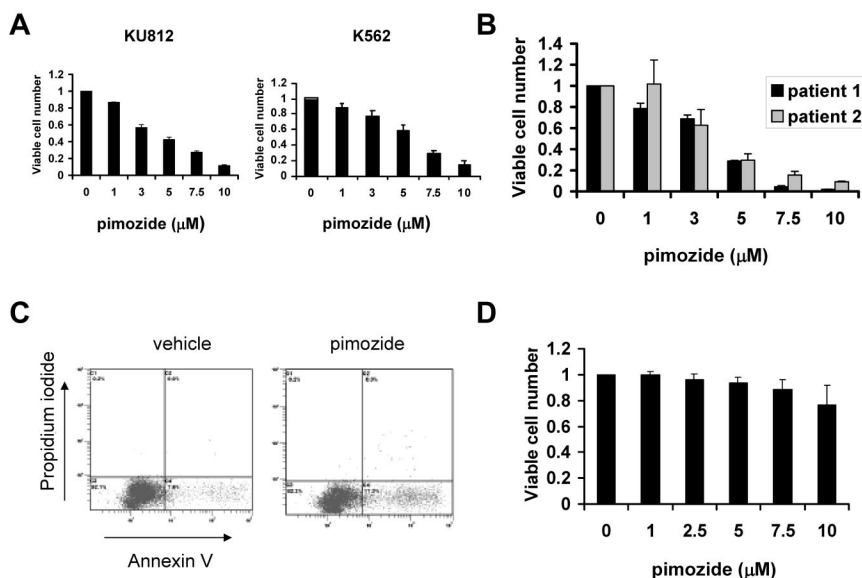 A
KU812
K562
Viable cell number
1.2
1
0.8
0.6
0.4
0.2
0
0 1 3 5 7.5 10
pimozide (μM)
Viable cell number
1.2
1
0.8
0.6
0.4
0.2
0
0 1 3 5 7.5 10
pimozide (μM)
B
Viable cell number
1.4
1.2
1
0.8
0.6
0.4
0.2
0
patient 1
patient 2
0 1 3 5 7.5 10
pimozide (μM)
C
vehicle
pimozide
Propidium iodide
Annexin V
D
Viable cell number
1.4
1.2
1
0.8
0.6
0.4
0.2
0
0 1 2.5 5 7.5 10
pimozide (μM)